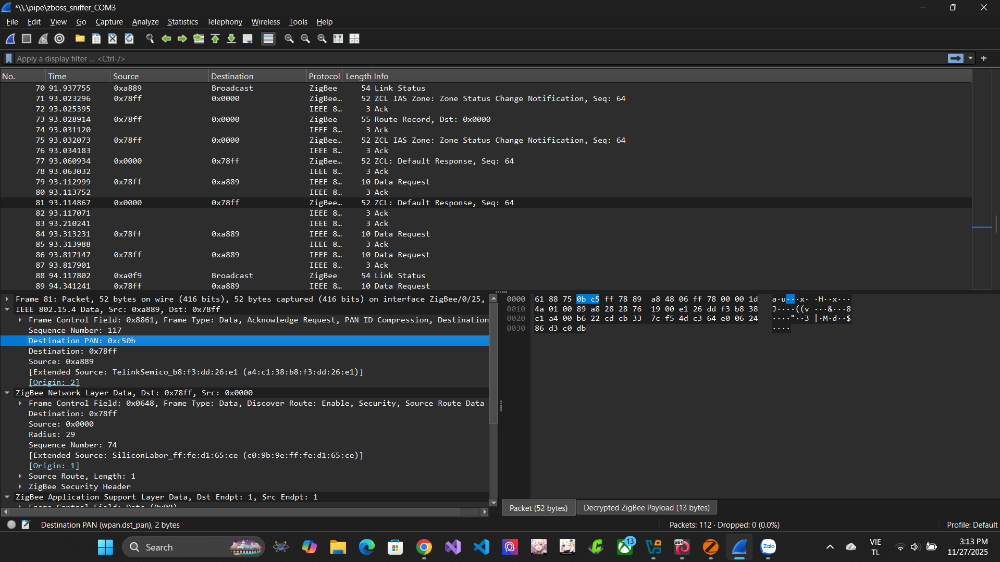 *\\.\pipe\zboss_sniffer_COM3
File Edit View Go Capture Analyze Statistics Telephony Wireless Tools Help
Apply a display filter ... <Ctrl-/>
No. Time Source Destination Protocol Length Info
70 91.937755 0xa889 Broadcast ZigBee 54 Link Status
71 93.023296 0x78ff 0x0000 ZigBee… 52 ZCL IAS Zone: Zone Status Change Notification, Seq: 64
72 93.025395 IEEE 8… 3 Ack
73 93.028914 0x78ff 0x0000 ZigBee 55 Route Record, Dst: 0x0000
74 93.031120 IEEE 8… 3 Ack
75 93.032073 0x78ff 0x0000 ZigBee… 52 ZCL IAS Zone: Zone Status Change Notification, Seq: 64
76 93.034183 IEEE 8… 3 Ack
77 93.060934 0x0000 0x78ff ZigBee… 52 ZCL: Default Response, Seq: 64
78 93.063032 IEEE 8… 3 Ack
79 93.112999 0x78ff 0xa889 IEEE 8… 10 Data Request
80 93.113752 IEEE 8… 3 Ack
81 93.114867 0x0000 0x78ff ZigBee… 52 ZCL: Default Response, Seq: 64
82 93.117071 IEEE 8… 3 Ack
83 93.210241 IEEE 8… 3 Ack
84 93.313231 0x78ff 0xa889 IEEE 8… 10 Data Request
85 93.313988 IEEE 8… 3 Ack
86 93.817147 0x78ff 0xa889 IEEE 8… 10 Data Request
87 93.817901 IEEE 8… 3 Ack
88 94.117802 0xa0f9 Broadcast ZigBee 54 Link Status
89 94.341241 0x78ff 0xa889 IEEE 8… 10 Data Request
Frame 81: Packet, 52 bytes on wire (416 bits), 52 bytes captured (416 bits) on interface ZigBee/0/25,
IEEE 802.15.4 Data, Src: 0xa889, Dst: 0x78ff
Frame Control Field: 0x8861, Frame Type: Data, Acknowledge Request, PAN ID Compression, Destination
Sequence Number: 117
Destination PAN: 0xc50b
Destination: 0x78ff
Source: 0xa889
[Extended Source: TelinkSemico_b8:f3:dd:26:e1 (a4:c1:38:b8:f3:dd:26:e1)]
[Origin: 2]
ZigBee Network Layer Data, Dst: 0x78ff, Src: 0x0000
Frame Control Field: 0x0648, Frame Type: Data, Discover Route: Enable, Security, Source Route Data
Destination: 0x78ff
Source: 0x0000
Radius: 29
Sequence Number: 74
[Extended Source: SiliconLabor_ff:fe:d1:65:ce (c0:9b:9e:ff:fe:d1:65:ce)]
[Origin: 1]
Source Route, Length: 1
ZigBee Security Header
ZigBee Application Support Layer Data, Dst Endpt: 1, Src Endpt: 1
Frame Control Field: Data (0x00)
0000 61 88 75 0b c5 ff 78 89 a8 48 06 ff 78 00 00 1d a·u···x· ·H··x···
0010 4a 01 00 89 a8 28 28 76 19 00 e1 26 dd f3 b8 38 J····((v ···&···8
0020 c1 a4 00 b6 22 cd cb 33 7c f5 4d c3 64 e0 06 24 ····"··3 |·M·d··$
0030 86 d3 c0 db ····
Packet (52 bytes) Decrypted ZigBee Payload (13 bytes)
Destination PAN (wpan.dst_pan), 2 bytes Packets: 112 · Dropped: 0 (0.0%) Profile: Default
Search
13
x64
Zalo
VIE
TL
3:13 PM
11/27/2025